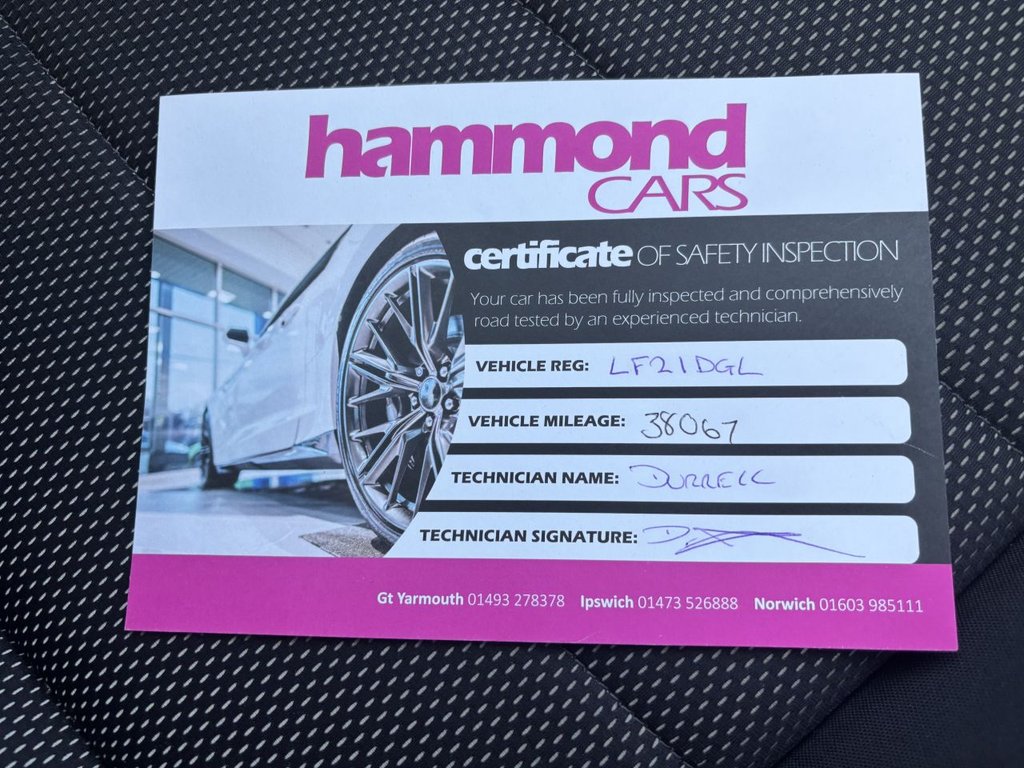 hammond
CARS
certificate OF SAFETY INSPECTION
Your car has been fully inspected and comprehensively
road tested by an experienced technician.
VEHICLE REG: LF21DGL
VEHICLE MILEAGE: 38067
TECHNICIAN NAME: DURRELL
TECHNICIAN SIGNATURE:
Gt Yarmouth 01493 278378 Ipswich 01473 526888 Norwich 01603 985111